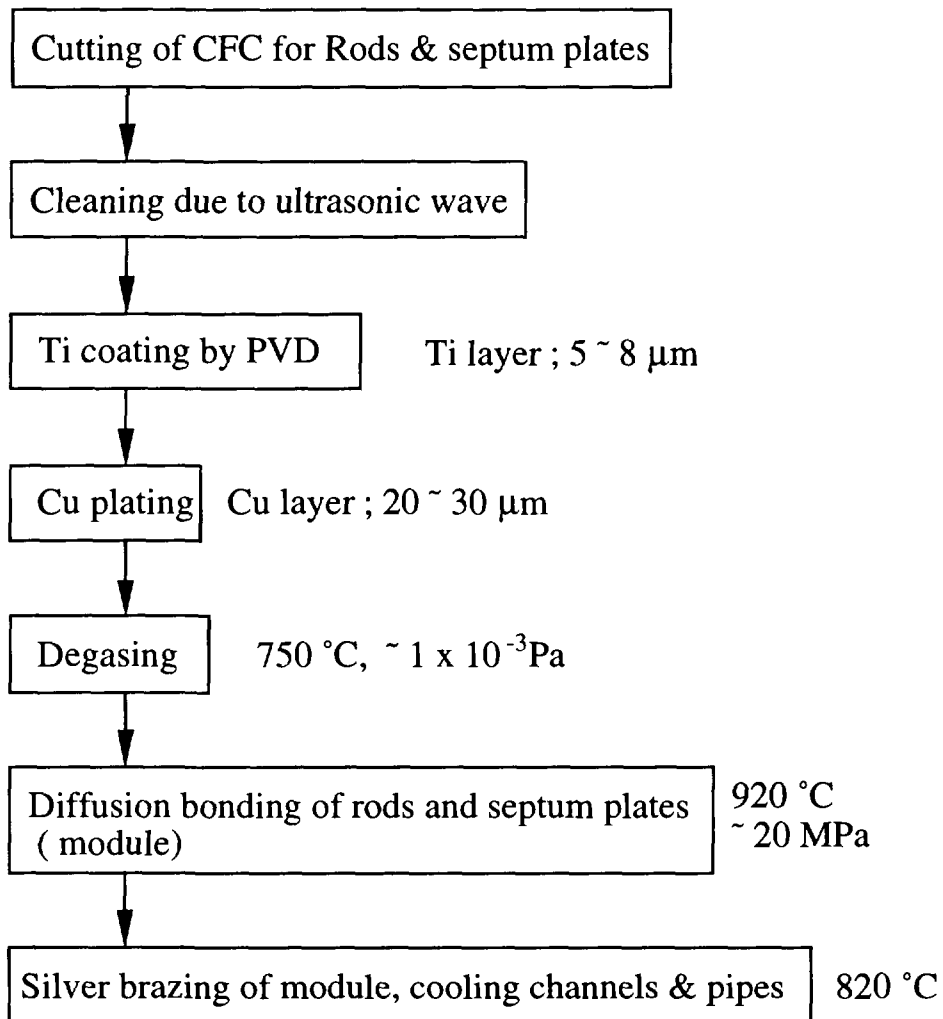 Cutting of CFC for Rods & septum plates
Cleaning due to ultrasonic wave
Ti coating by PVD
Ti layer ; 5 ~ 8 μm
Cu plating
Cu layer ; 20 ~ 30 μm
Degasing
750 °C, ~ 1 x 10⁻³Pa
Diffusion bonding of rods and septum plates
( module)
920 °C
~ 20 MPa
Silver brazing of module, cooling channels & pipes
820 °C